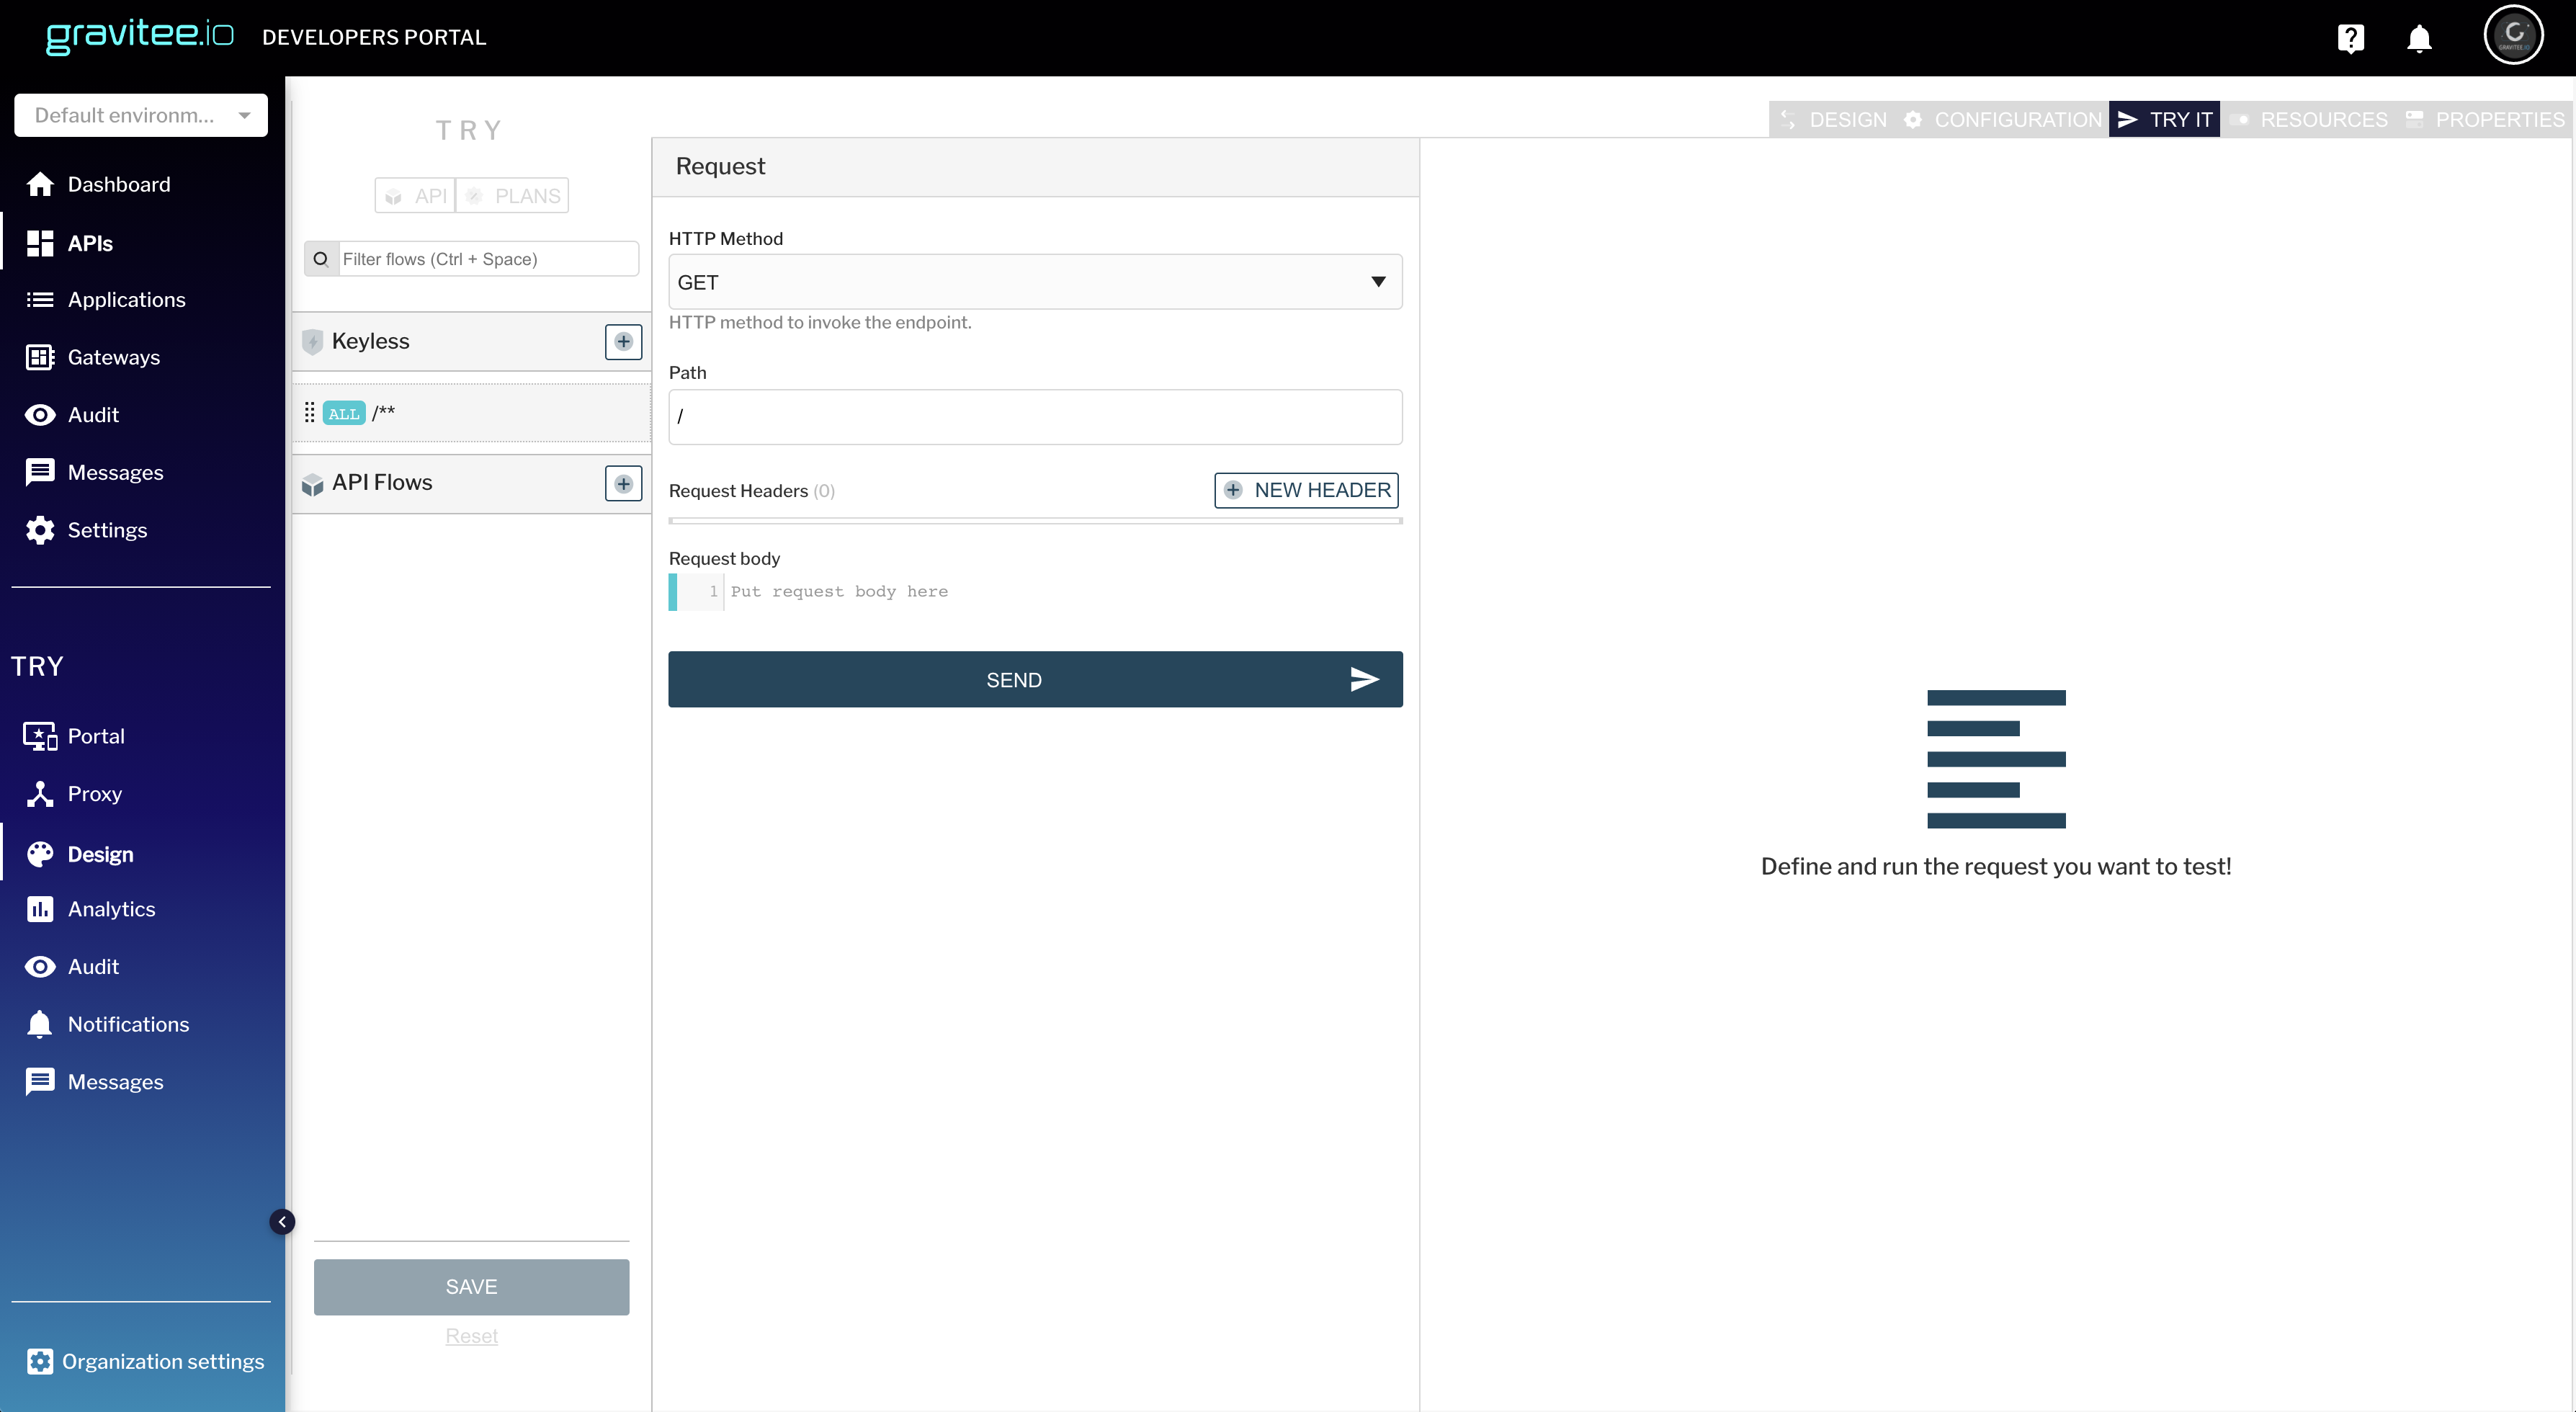 gravitee.io DEVELOPERS PORTAL
Default environm...
Dashboard
APIs
Applications
Gateways
Audit
Messages
Settings
TRY
Portal
Proxy
Design
Analytics
Audit
Notifications
Messages
Organization settings
TRY
API PLANS
Filter flows (Ctrl + Space)
Keyless
ALL /**
API Flows
SAVE
Reset
DESIGN CONFIGURATION TRY IT RESOURCES PROPERTIES
Request
HTTP Method
GET
HTTP method to invoke the endpoint.
Path
/
Request Headers (0) NEW HEADER
Request body
1 Put request body here
SEND
Define and run the request you want to test!